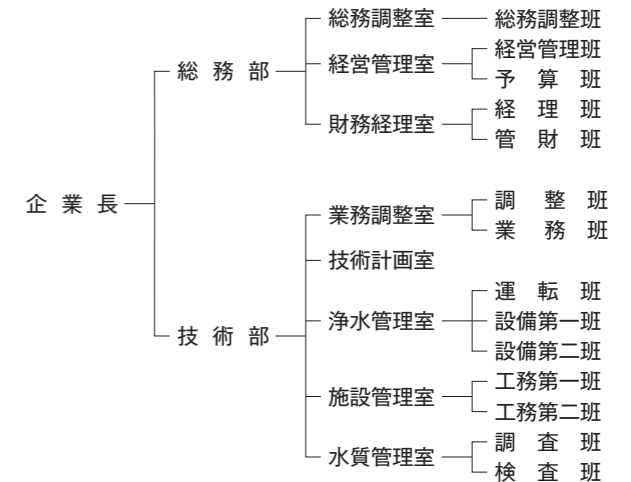 企業長
総務部
総務調整室
総務調整班
経営管理室
経営管理班
予算班
財務経理室
経理班
管財班
技術部
業務調整室
調整班
業務班
技術計画室
浄水管理室
運転班
設備第一班
設備第二班
施設管理室
工務第一班
工務第二班
水質管理室
調査班
検査班